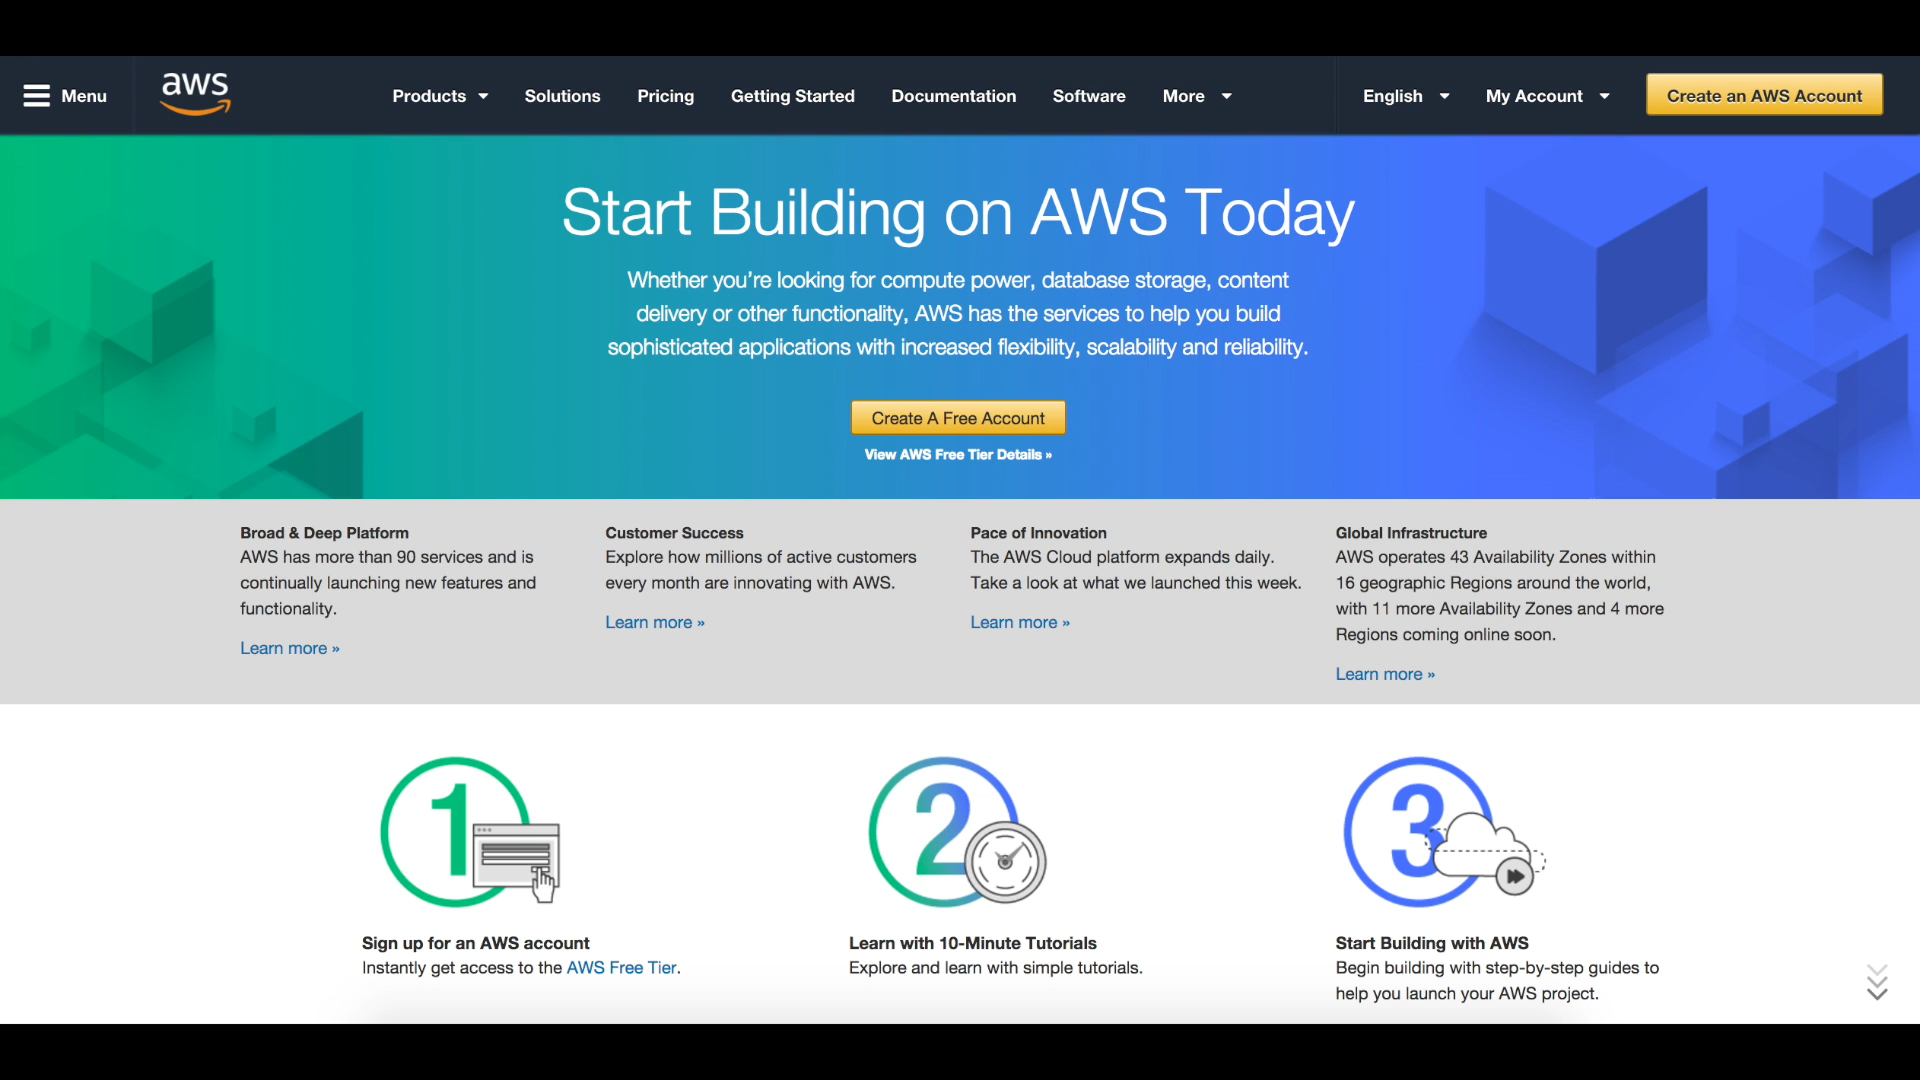 Menu
aws
Products
Solutions
Pricing
Getting Started
Documentation
Software
More
English
My Account
Create an AWS Account
Start Building on AWS Today
Whether you're looking for compute power, database storage, content
delivery or other functionality, AWS has the services to help you build
sophisticated applications with increased flexibility, scalability and reliability.
Create A Free Account
View AWS Free Tier Details »
Broad & Deep Platform
AWS has more than 90 services and is
continually launching new features and
functionality.
Learn more »
Customer Success
Explore how millions of active customers
every month are innovating with AWS.
Learn more »
Pace of Innovation
The AWS Cloud platform expands daily.
Take a look at what we launched this week.
Learn more »
Global Infrastructure
AWS operates 43 Availability Zones within
16 geographic Regions around the world,
with 11 more Availability Zones and 4 more
Regions coming online soon.
Learn more »
1
Sign up for an AWS account
Instantly get access to the AWS Free Tier.
2
Learn with 10-Minute Tutorials
Explore and learn with simple tutorials.
3
Start Building with AWS
Begin building with step-by-step guides to
help you launch your AWS project.